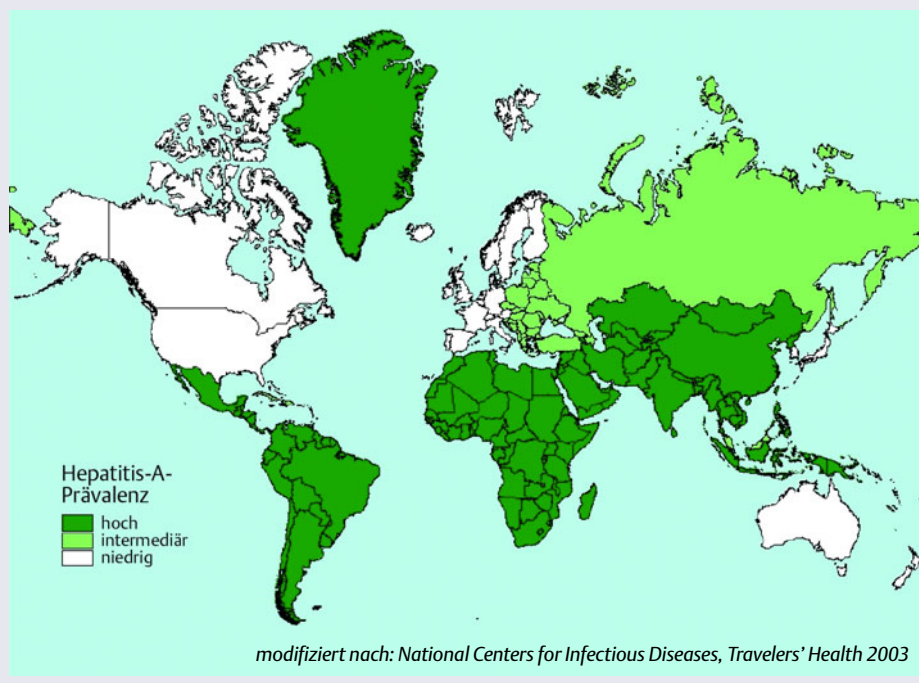 Hepatitis-A-
Prävalenz
hoch
intermediär
niedrig
modifiziert nach: National Centers for Infectious Diseases, Travelers’ Health 2003